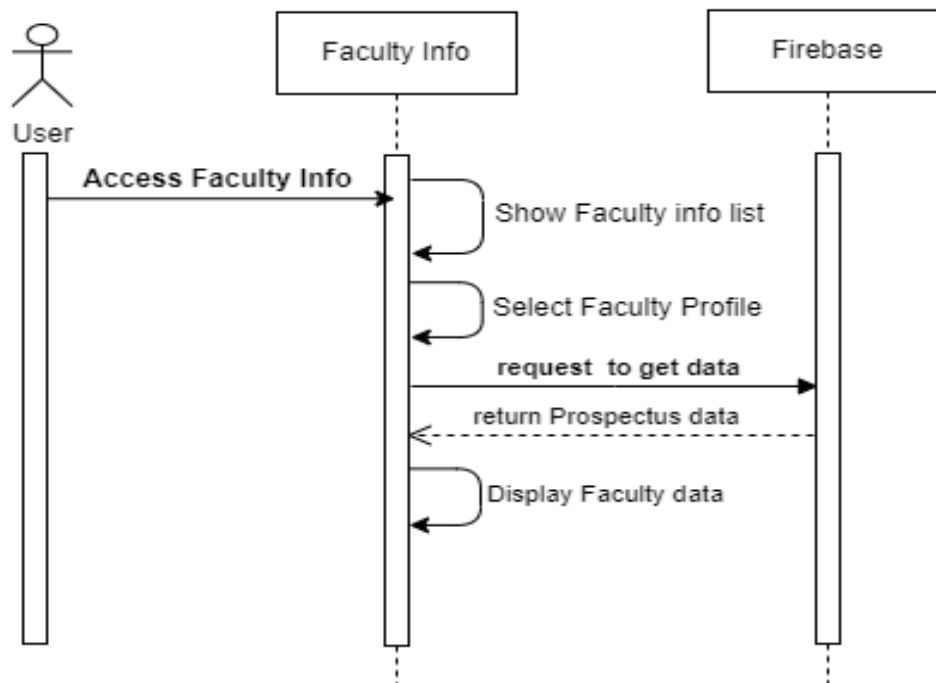 Faculty Info
Firebase
User
Access Faculty Info
Show Faculty info list
Select Faculty Profile
request to get data
return Prospectus data
Display Faculty data